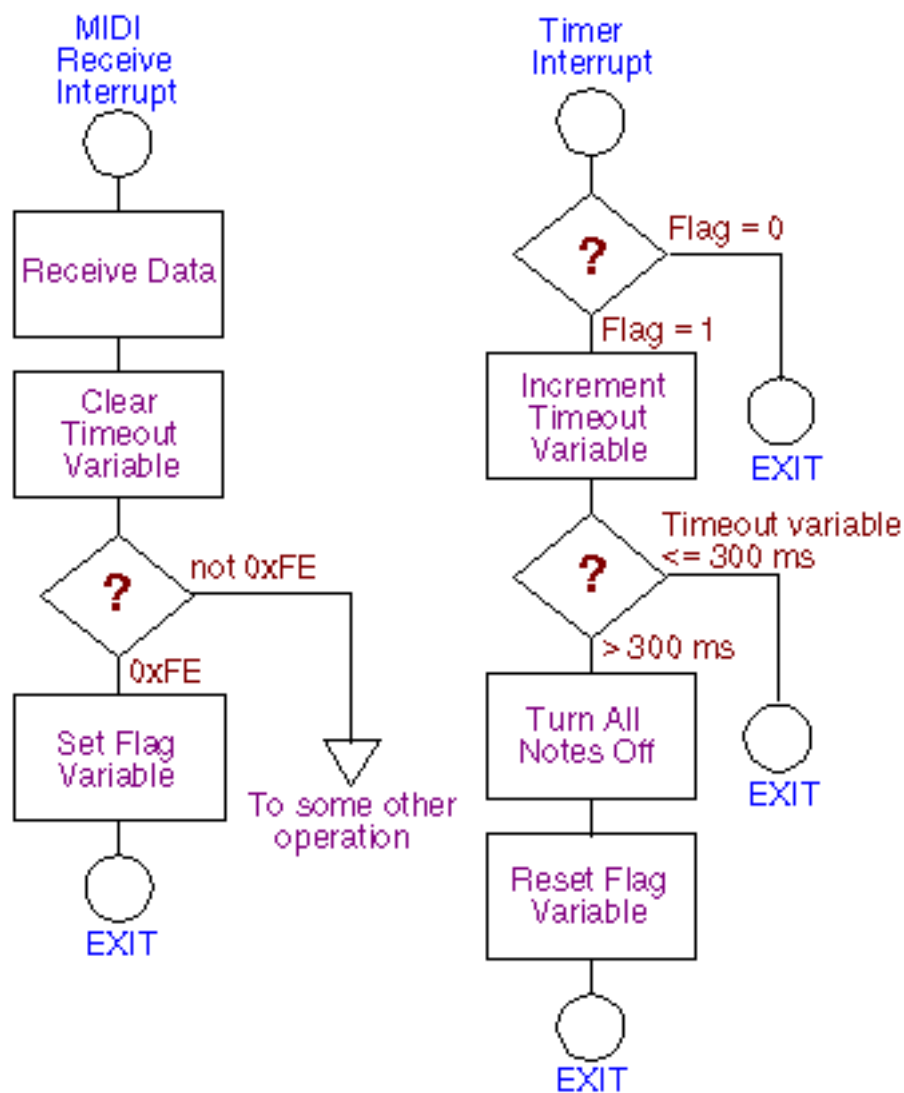 MIDI
Receive
Interrupt
Receive Data
Clear
Timeout
Variable
?
not 0xFE
0xFE
Set Flag
Variable
To some other
operation
EXIT
Timer
Interrupt
?
Flag = 0
Flag = 1
EXIT
Increment
Timeout
Variable
?
Timeout variable
<= 300 ms
> 300 ms
EXIT
Turn All
Notes Off
Reset Flag
Variable
EXIT